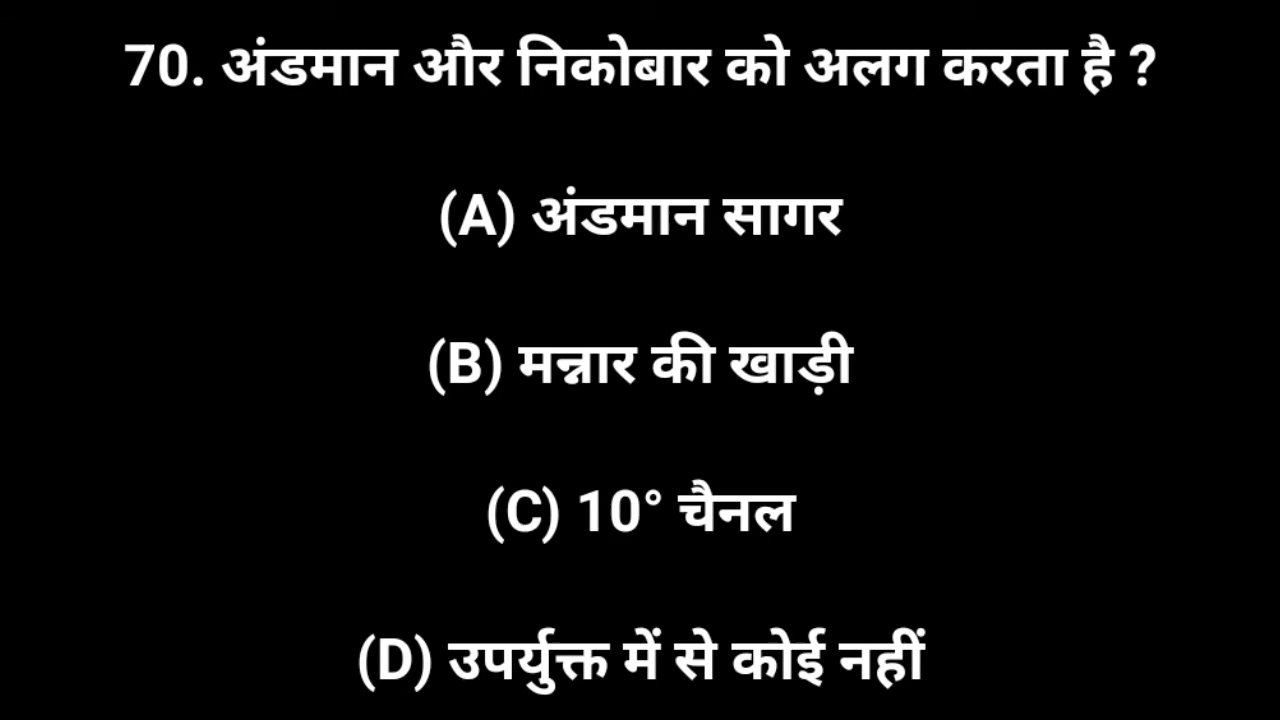 70. अंडमान और निकोबार को अलग करता है ?
(A) अंडमान सागर
(B) मन्नार की खाड़ी
(C) 10° चैनल
(D) उपर्युक्त में से कोई नहीं